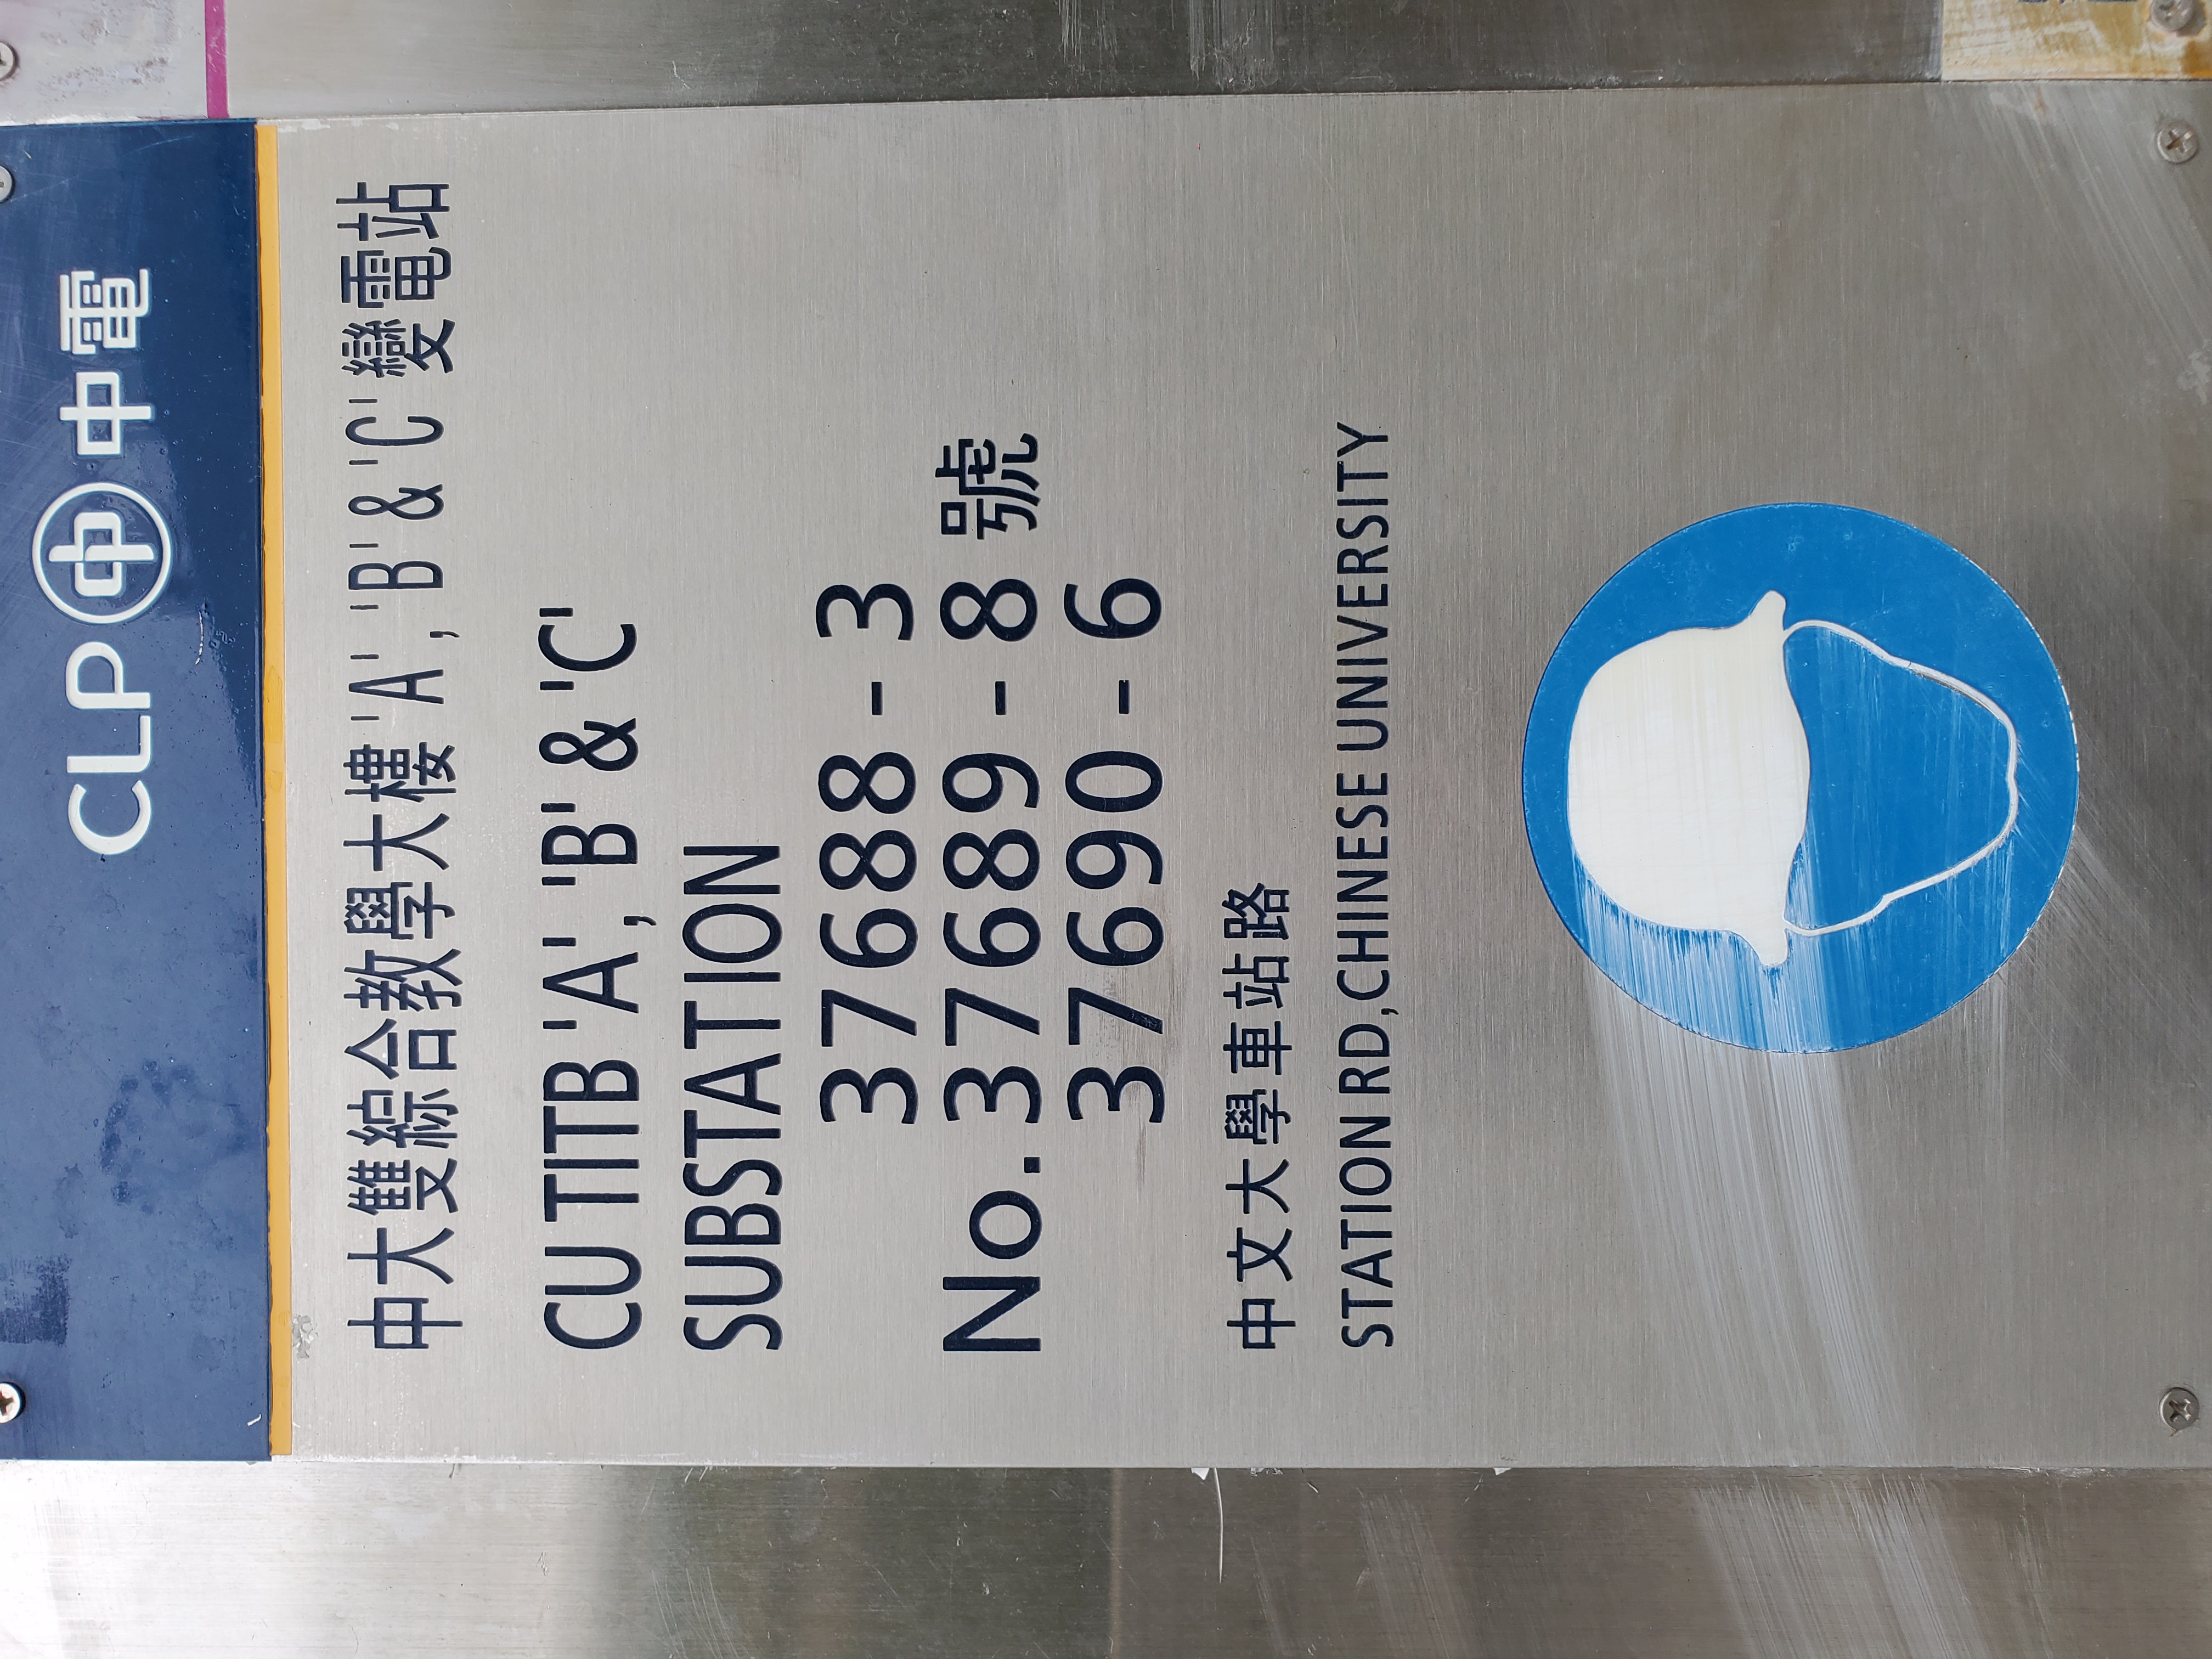 CLP 中 中電
中大雙綜合教學大樓 'A', 'B' & 'C' 變電站
CU TITB 'A', 'B' & 'C'
SUBSTATION
37688 - 3
No. 37689 - 8 號
37690 - 6
中文大學車站路
STATION RD, CHINESE UNIVERSITY